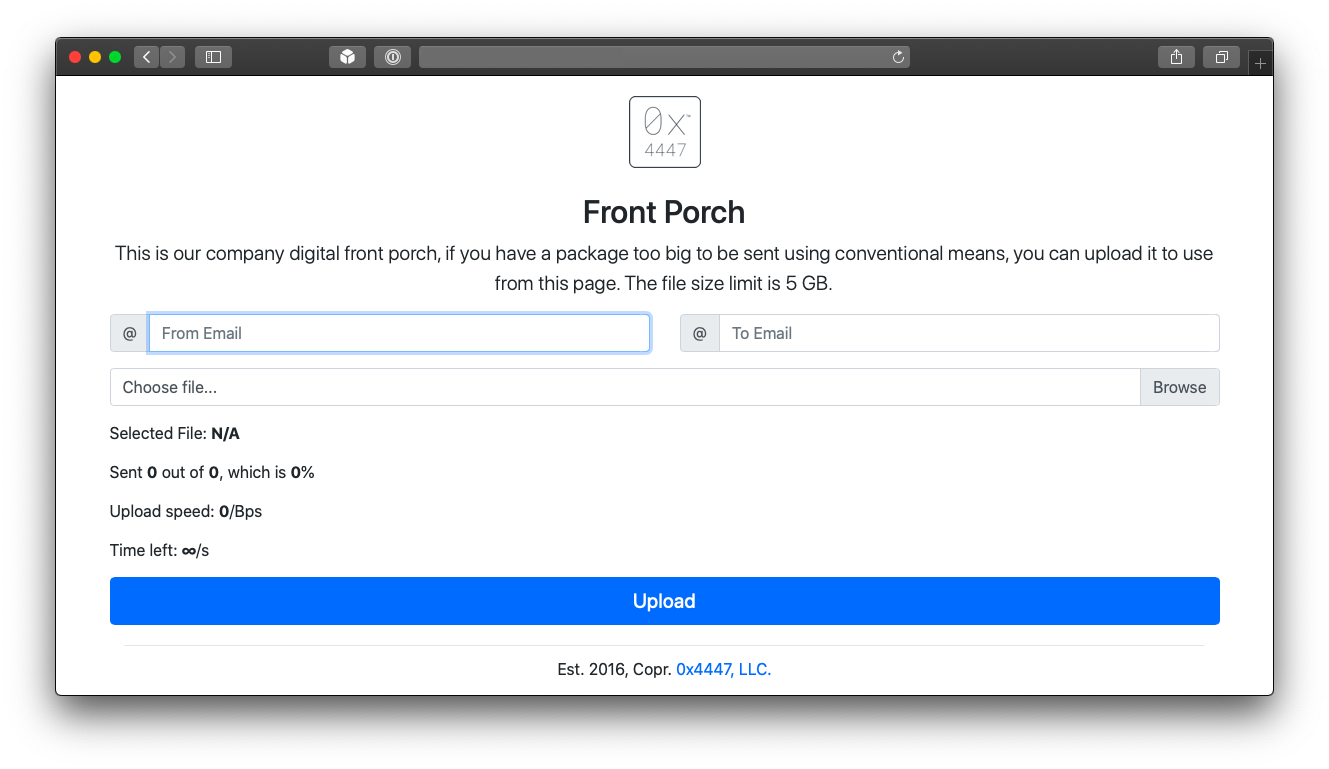 0x™
4447
Front Porch
This is our company digital front porch, if you have a package too big to be sent using conventional means, you can upload it to use
from this page. The file size limit is 5 GB.
@ From Email @ To Email
Choose file... Browse
Selected File: N/A
Sent 0 out of 0, which is 0%
Upload speed: 0/Bps
Time left: ∞/s
Upload
Est. 2016, Copr. 0x4447, LLC.